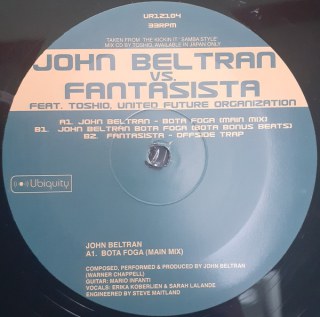 UR12104
33RPM
TAKEN FROM THE KICKIN IT "SAMBA STYLE"
MIX CD BY TOSHIO, AVAILABLE IN JAPAN ONLY
JOHN BELTRAN
VS.
FANTASISTA
FEAT. TOSHIO, UNITED FUTURE ORGANIZATION
A1. JOHN BELTRAN - BOTA FOGA (MAIN MIX)
B1. JOHN BELTRAN BOTA FOGA (BOTA BONUS BEATS)
B2. FANTASISTA - OFFSIDE TRAP
Ubiquity
JOHN BELTRAN
A1. BOTA FOGA (MAIN MIX)
COMPOSED, PERFORMED & PRODUCED BY JOHN BELTRAN
(WARNER CHAPPELL)
GUITAR: MARIO INFANTI
VOCALS: ERIKA KOBERLIEN & SARAH LALANDE
ENGINEERED BY STEVE MAITLAND